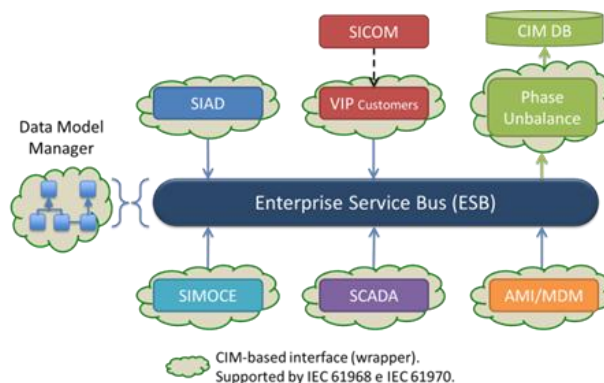 SICOM
CIM DB
SIAD
VIP Customers
Phase
Unbalance
Data Model
Manager
Enterprise Service Bus (ESB)
SIMOCE
SCADA
AMI/MDM
CIM-based interface (wrapper).
Supported by IEC 61968 e IEC 61970.